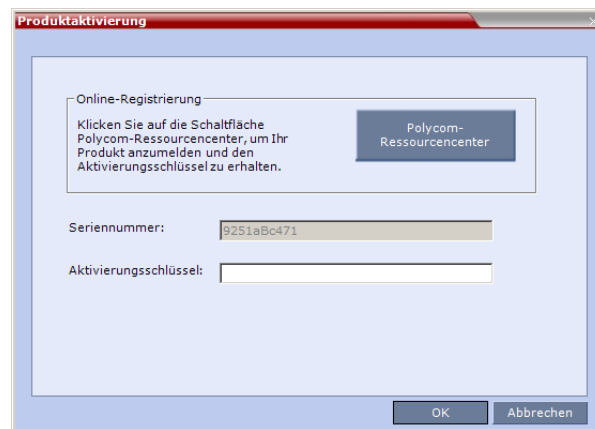 Produktaktivierung
Online-Registrierung
Klicken Sie auf die Schaltfläche
Polycom-Ressourcencenter, um Ihr
Produkt anzumelden und den
Aktivierungsschlüssel zu erhalten.
Polycom-
Ressourcencenter
Seriennummer:
9251aBc471
Aktivierungsschlüssel:
OK
Abbrechen